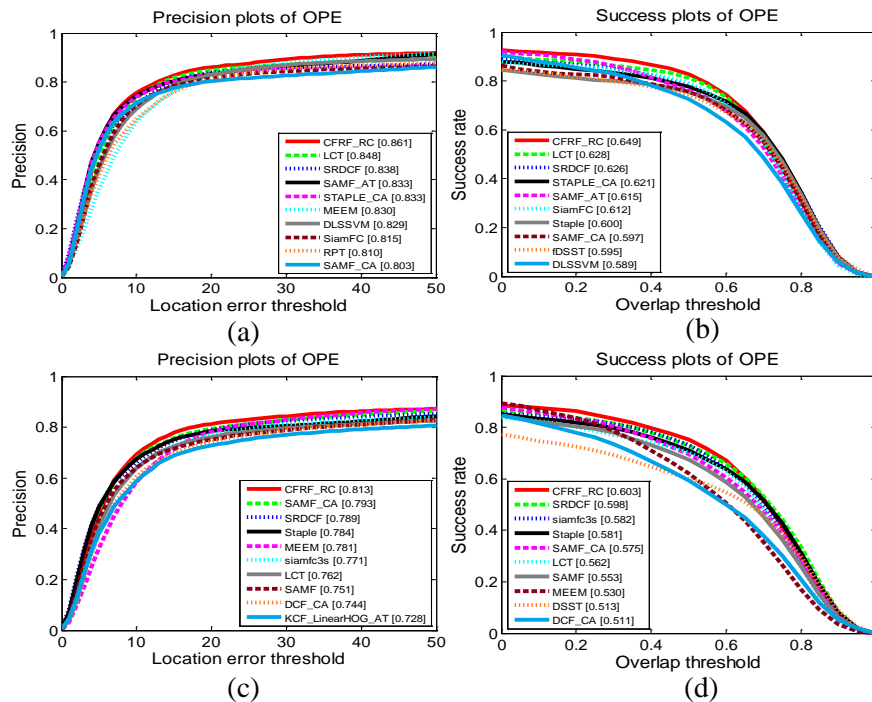 Precision plots of OPE
1
0.8
0.6
0.4
0.2
0
Precision
CFRF_RC [0.861]
LCT [0.848]
SRDCF [0.838]
SAMF_AT [0.833]
STAPLE_CA [0.833]
MEEM [0.830]
DLSSVM [0.829]
SiamFC [0.815]
RPT [0.810]
SAMF_CA [0.803]
0 10 20 30 40 50
Location error threshold
(a)
Success plots of OPE
1
0.8
0.6
0.4
0.2
0
Success rate
CFRF_RC [0.649]
LCT [0.628]
SRDCF [0.626]
STAPLE_CA [0.621]
SAMF_AT [0.615]
SiamFC [0.612]
Staple [0.600]
SAMF_CA [0.597]
fDSST [0.595]
DLSSVM [0.589]
0 0.2 0.4 0.6 0.8
Overlap threshold
(b)
Precision plots of OPE
1
0.8
0.6
0.4
0.2
0
Precision
CFRF_RC [0.813]
SAMF_CA [0.793]
SRDCF [0.789]
Staple [0.784]
MEEM [0.781]
siamfc3s [0.771]
LCT [0.762]
SAMF [0.751]
DCF_CA [0.744]
KCF_LinearHOG_AT [0.728]
0 10 20 30 40 50
Location error threshold
(c)
Success plots of OPE
1
0.8
0.6
0.4
0.2
0
Success rate
CFRF_RC [0.603]
SRDCF [0.598]
siamfc3s [0.582]
Staple [0.581]
SAMF_CA [0.575]
LCT [0.562]
SAMF [0.553]
MEEM [0.530]
DSST [0.513]
DCF_CA [0.511]
0 0.2 0.4 0.6 0.8
Overlap threshold
(d)